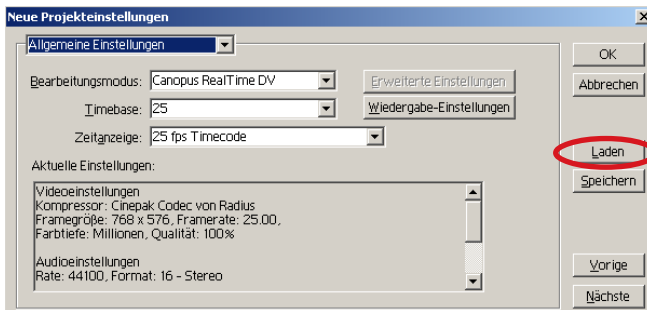 Neue Projekteinstellungen
Allgemeine Einstellungen
OK
Bearbeitungsmodus: Canopus RealTime DV
Erweiterte Einstellungen
Abbrechen
Timebase: 25
Wiedergabe-Einstellungen
Zeitanzeige: 25 fps Timecode
Laden
Aktuelle Einstellungen:
Speichern
Videoeinstellungen
Kompressor: Cinepak Codec von Radius
Framegröße: 768 x 576, Framerate: 25.00,
Farbtiefe: Millionen, Qualität: 100%
Audioeinstellungen
Rate: 44100, Format: 16 - Stereo
Vorige
Nächste